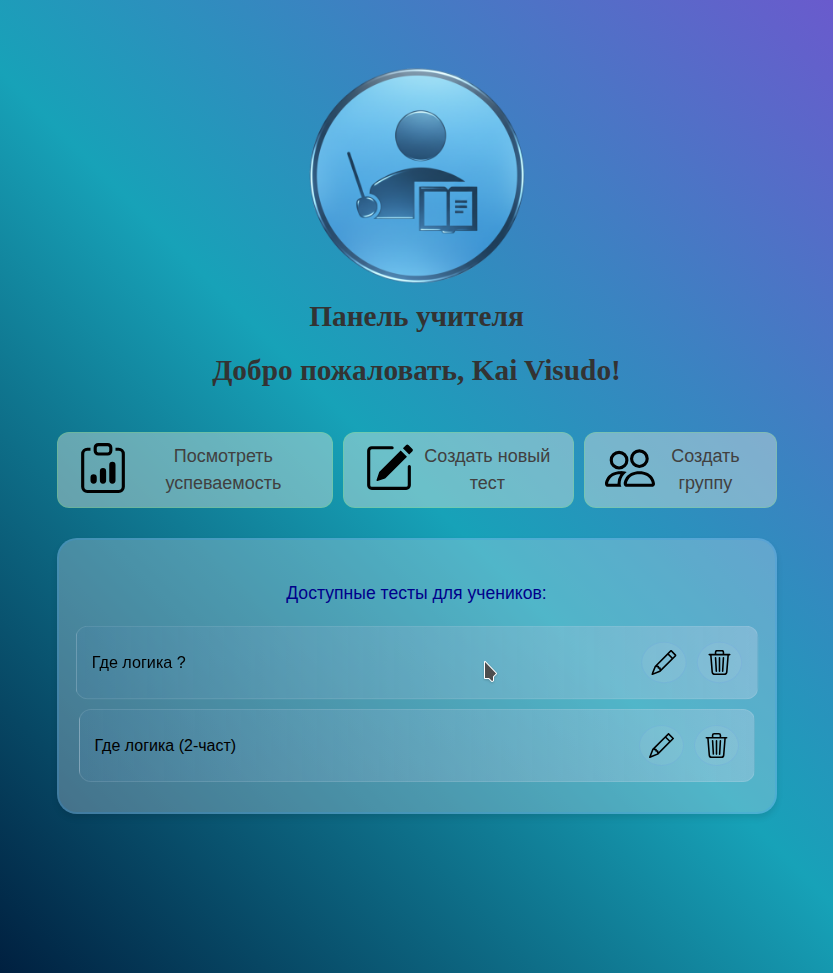 Панель учителя
Добро пожаловать, Kai Visudo!
Посмотреть
успеваемость
Создать новый
тест
Создать
группу
Доступные тесты для учеников:
Где логика ?
Где логика (2-част)